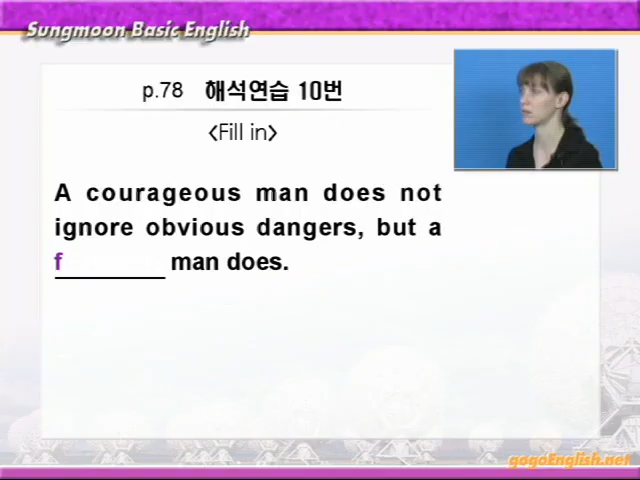 Sungmoon Basic English
p.78 해석연습 10번
<Fill in>
A courageous man does not
ignore obvious dangers, but a
f________ man does.
gogoEnglish.net